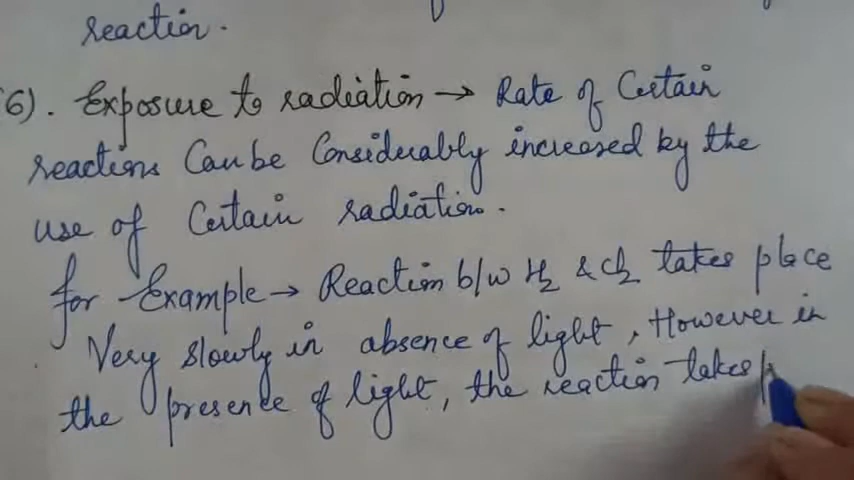 reaction.
(6). Exposure to radiation → Rate of Certain
reactions Can be Considerably increased by the
use of Certain radiation.
for Example → Reaction b/w H2 & Cl2 takes place
Very slowly in absence of light, However in
the presence of light, the reaction takes p